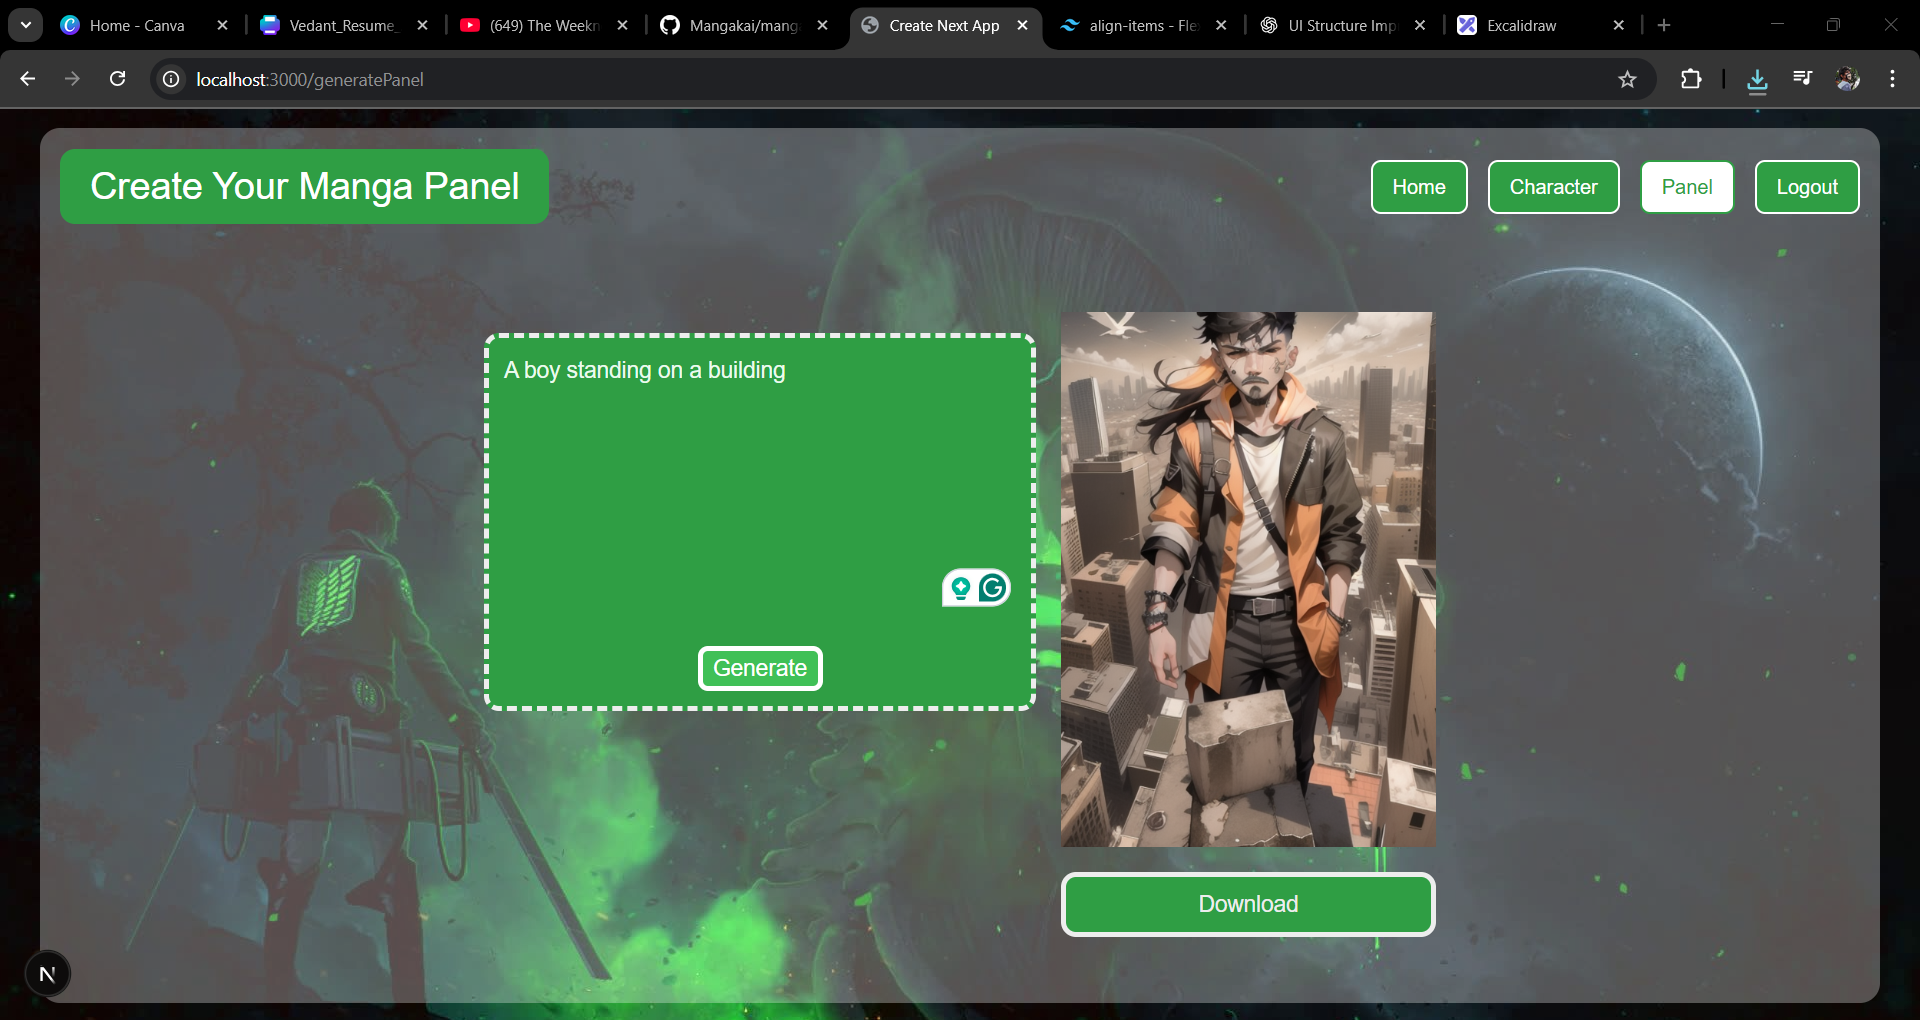 Home - Canva
Vedant_Resume_
(649) The Weekn
Mangakai/mang
Create Next App
align-items - Fle
UI Structure Imp
Excalidraw
localhost:3000/generatePanel
Create Your Manga Panel
Home
Character
Panel
Logout
A boy standing on a building
Generate
Download
N